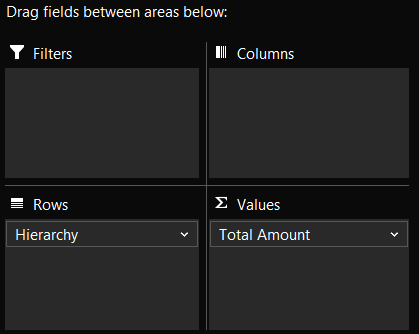 Drag fields between areas below:
Filters
Columns
Rows
Values
Hierarchy
Total Amount